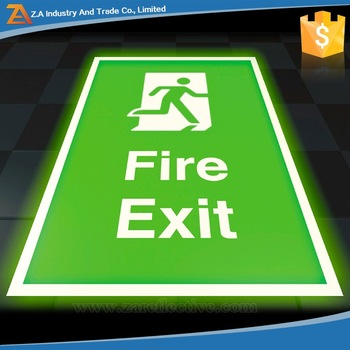 Z.A Industry And Trade Co., Limited
$
Fire
Exit
www.zareflective.com